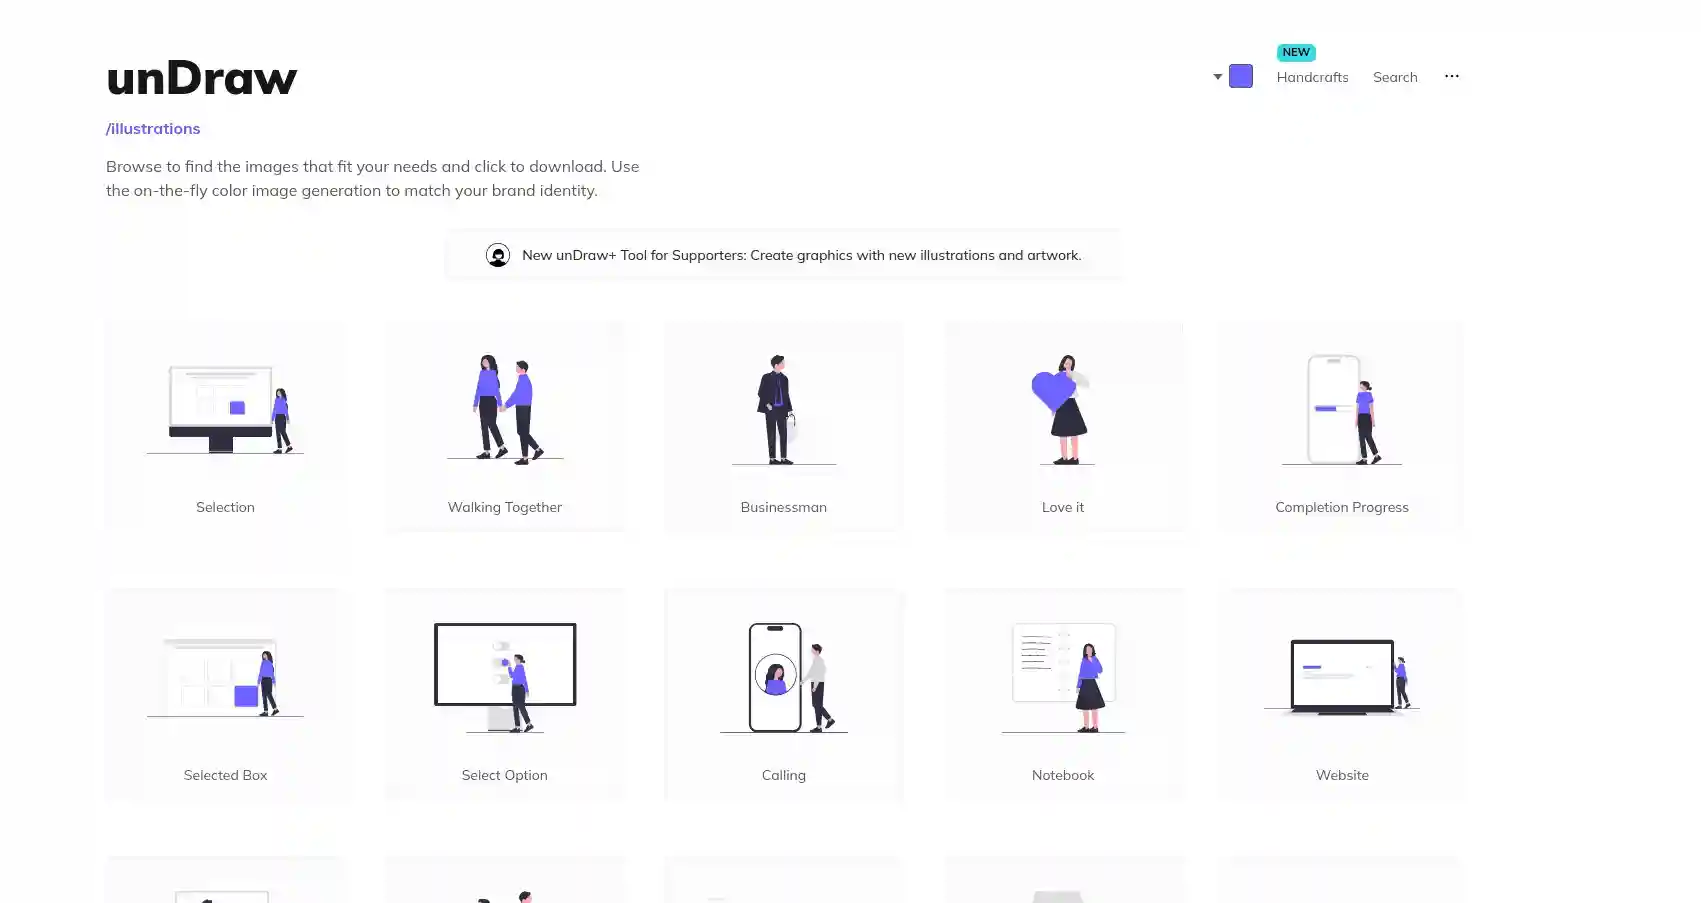 unDraw
NEW
Handcrafts
Search
/illustrations
Browse to find the images that fit your needs and click to download. Use
the on-the-fly color image generation to match your brand identity.
New unDraw+ Tool for Supporters: Create graphics with new illustrations and artwork.
Selection
Walking Together
Businessman
Love it
Completion Progress
Selected Box
Select Option
Calling
Notebook
Website